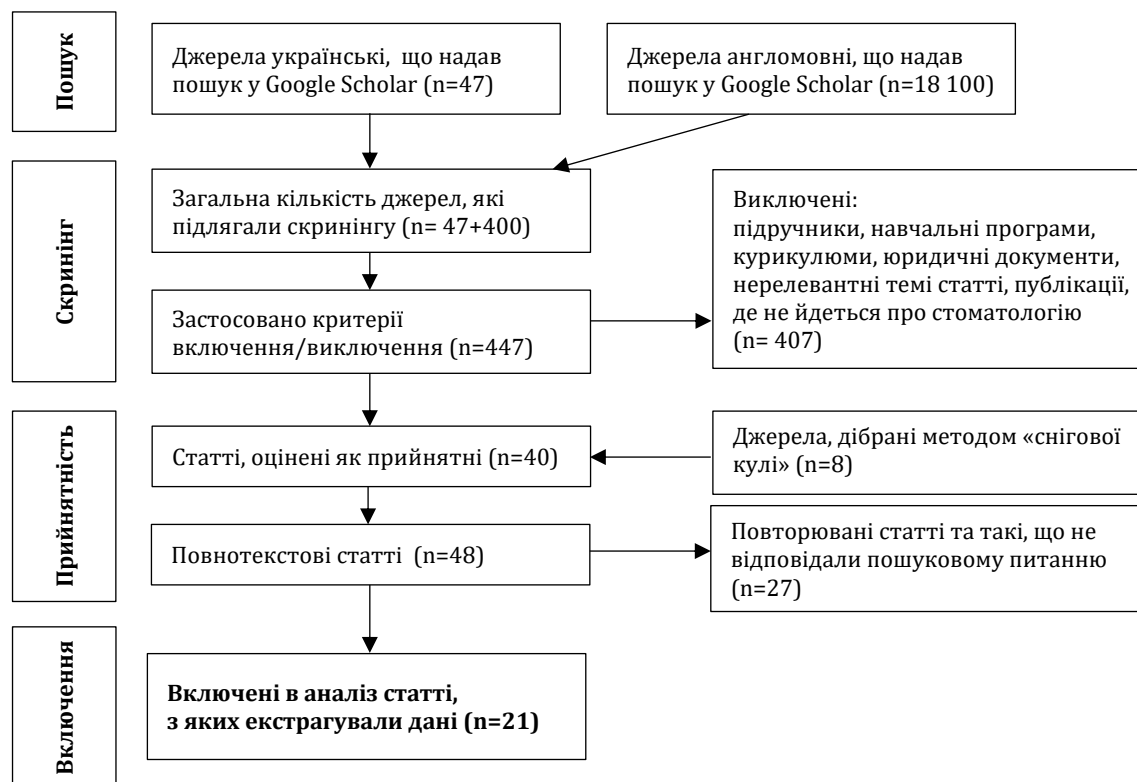 Пошук
Джерела українські, що надав
пошук у Google Scholar (n=47)
Джерела англомовні, що надав
пошук у Google Scholar (n=18 100)
Скринінг
Загальна кількість джерел, які
підлягали скринінгу (n= 47+400)
Застосовано критерії
включення/виключення (n=447)
Виключені:
підручники, навчальні програми,
курикулюми, юридичні документи,
нерелевантні темі статті, публікації,
де не йдеться про стоматологію
(n= 407)
Прийнятність
Статті, оцінені як прийнятні (n=40)
Джерела, дібрані методом «снігової
кулі» (n=8)
Повнотекстові статті (n=48)
Повторювані статті та такі, що не
відповідали пошуковому питанню
(n=27)
Включення
Включені в аналіз статті,
з яких екстрагували дані (n=21)